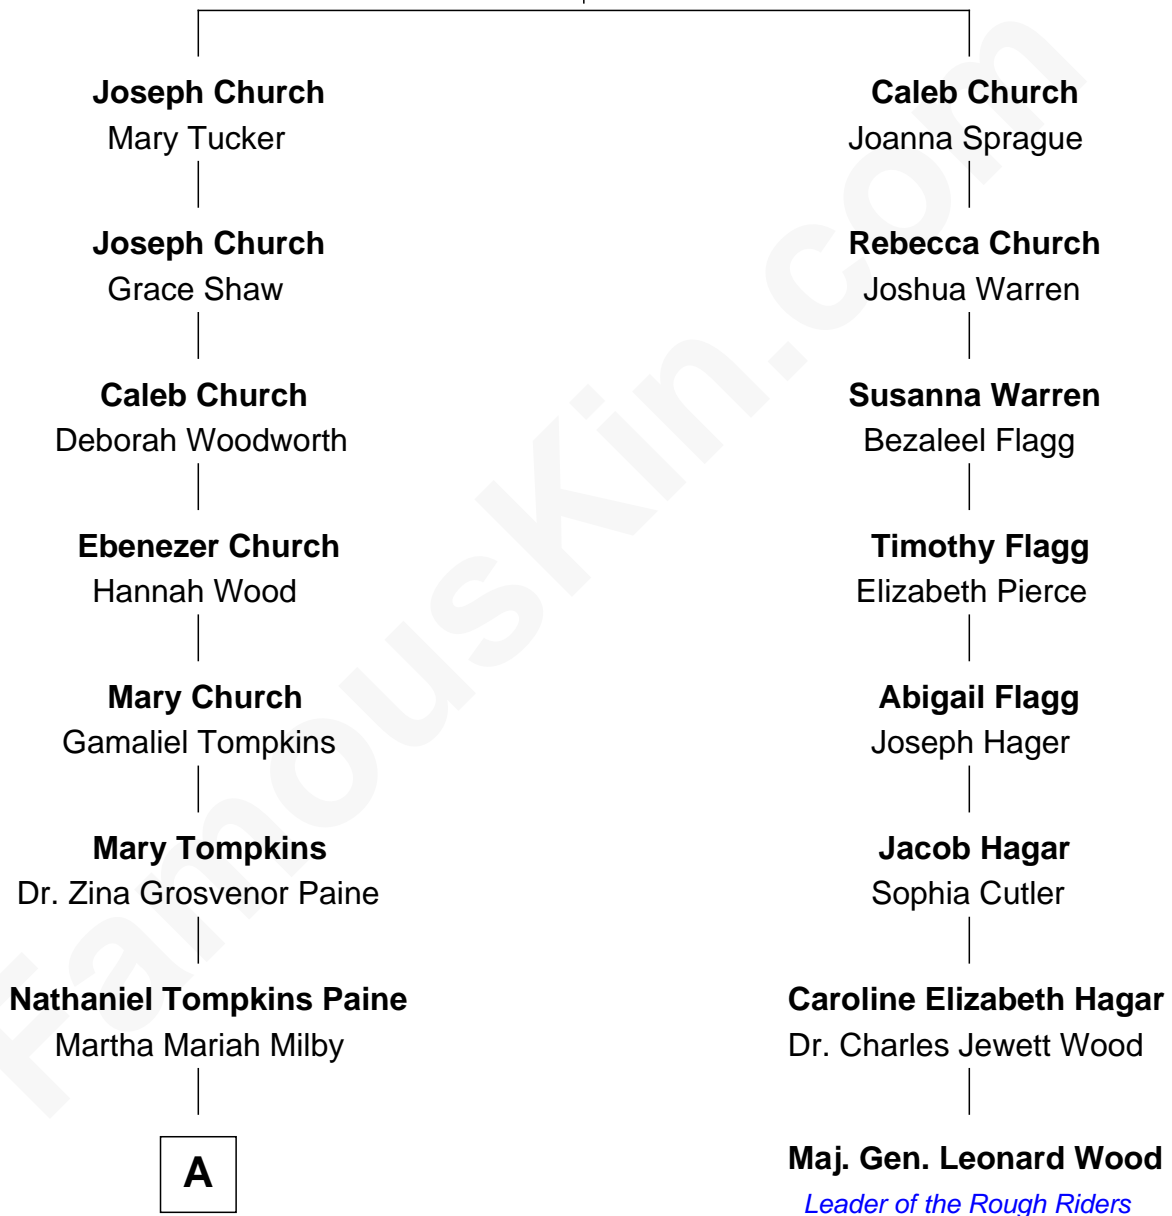 Joseph Church
Mary Tucker
Joseph Church
Grace Shaw
Caleb Church
Deborah Woodworth
Ebenezer Church
Hannah Wood
Mary Church
Gamaliel Tompkins
Mary Tompkins
Dr. Zina Grosvenor Paine
Nathaniel Tompkins Paine
Martha Mariah Milby
A
Caleb Church
Joanna Sprague
Rebecca Church
Joshua Warren
Susanna Warren
Bezaleel Flagg
Timothy Flagg
Elizabeth Pierce
Abigail Flagg
Joseph Hager
Jacob Hagar
Sophia Cutler
Caroline Elizabeth Hagar
Dr. Charles Jewett Wood
Maj. Gen. Leonard Wood
Leader of the Rough Riders
FamousKin.com